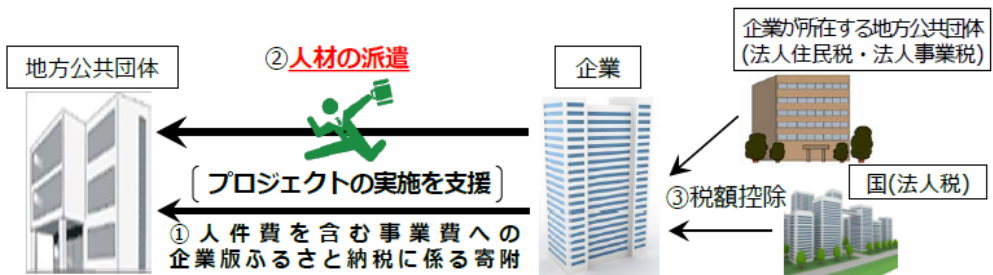 地方公共団体
②人材の派遣
企業
企業が所在する地方公共団体
(法人住民税・法人事業税)
プロジェクトの実施を支援
③税額控除
国(法人税)
①人件費を含む事業費への
企業版ふるさと納税に係る寄附